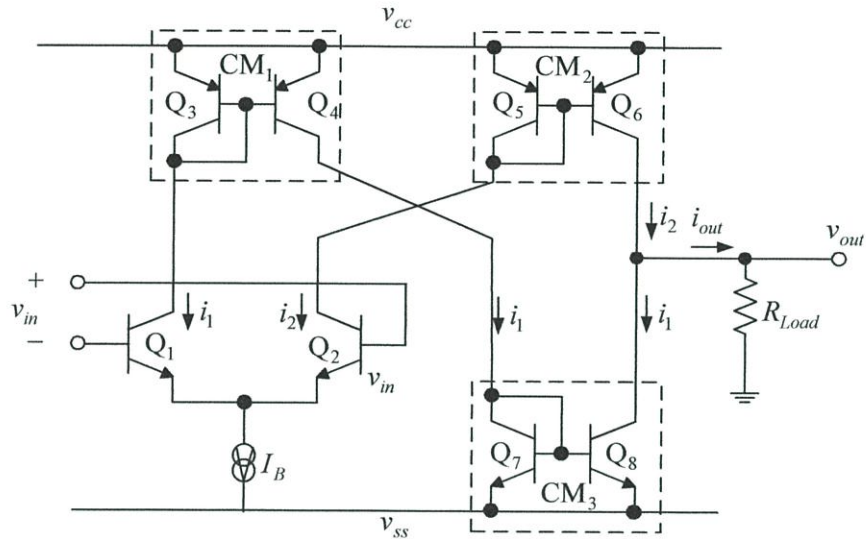 v_cc
CM_1
CM_2
Q_3
Q_4
Q_5
Q_6
i_2
i_out
v_out
+
v_in
−
i_1
i_2
i_1
i_1
R_Load
Q_1
Q_2
v_in
I_B
Q_7
Q_8
CM_3
v_ss